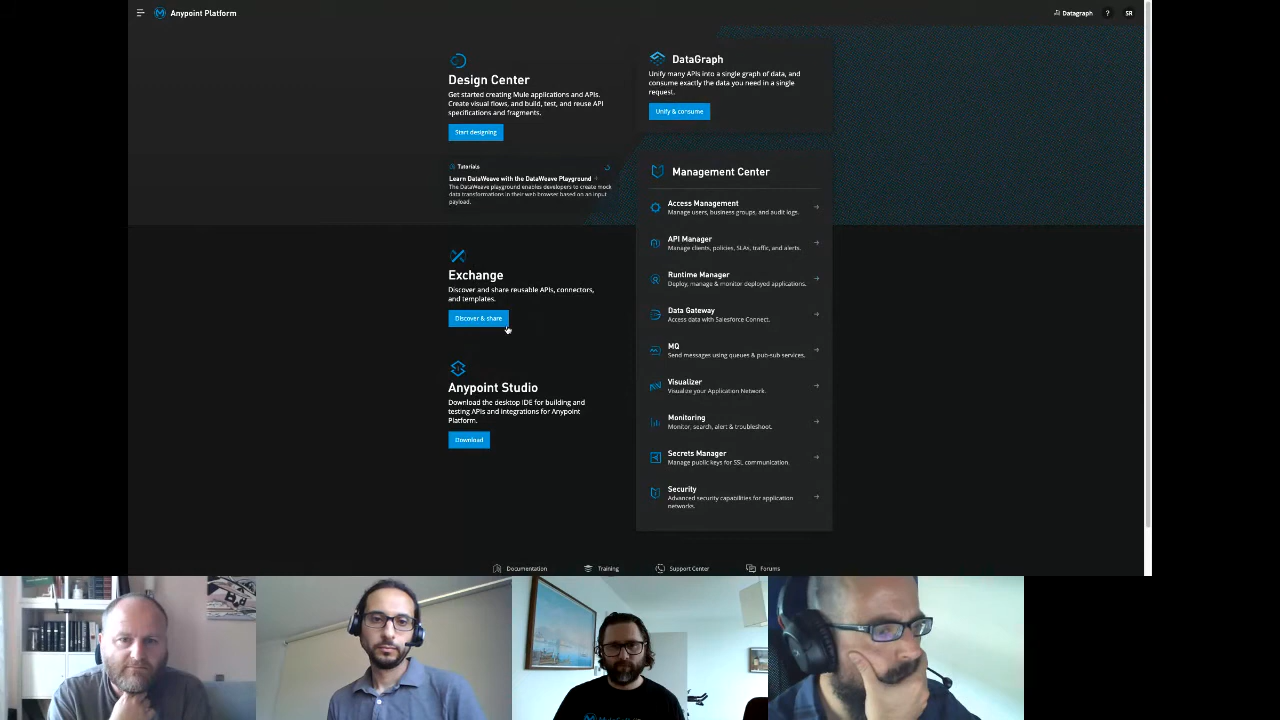 Anypoint Platform
Datagraph
?
SR
Design Center
Get started creating Mule applications and APIs.
Create visual flows, and build, test, and reuse API
specifications and fragments.
Start designing
Tutorials
Learn DataWeave with the DataWeave Playground
The DataWeave playground enables developers to create mock
data transformations in their web browser based on an input
payload.
Exchange
Discover and share reusable APIs, connectors,
and templates.
Discover & share
Anypoint Studio
Download the desktop IDE for building and
testing APIs and integrations for Anypoint
Platform.
Download
DataGraph
Unify many APIs into a single graph of data, and
consume exactly the data you need in a single
request.
Unify & consume
Management Center
Access Management
Manage users, business groups, and audit logs.
API Manager
Manage clients, policies, SLAs, traffic, and alerts.
Runtime Manager
Deploy, manage & monitor deployed applications.
Data Gateway
Access data with Salesforce Connect.
MQ
Send messages using queues & pub-sub services.
Visualizer
Visualize your Application Network.
Monitoring
Monitor, search, alert & troubleshoot.
Secrets Manager
Manage public keys for SSL communication.
Security
Advanced security capabilities for application
networks.
Documentation
Training
Support Center
Forums